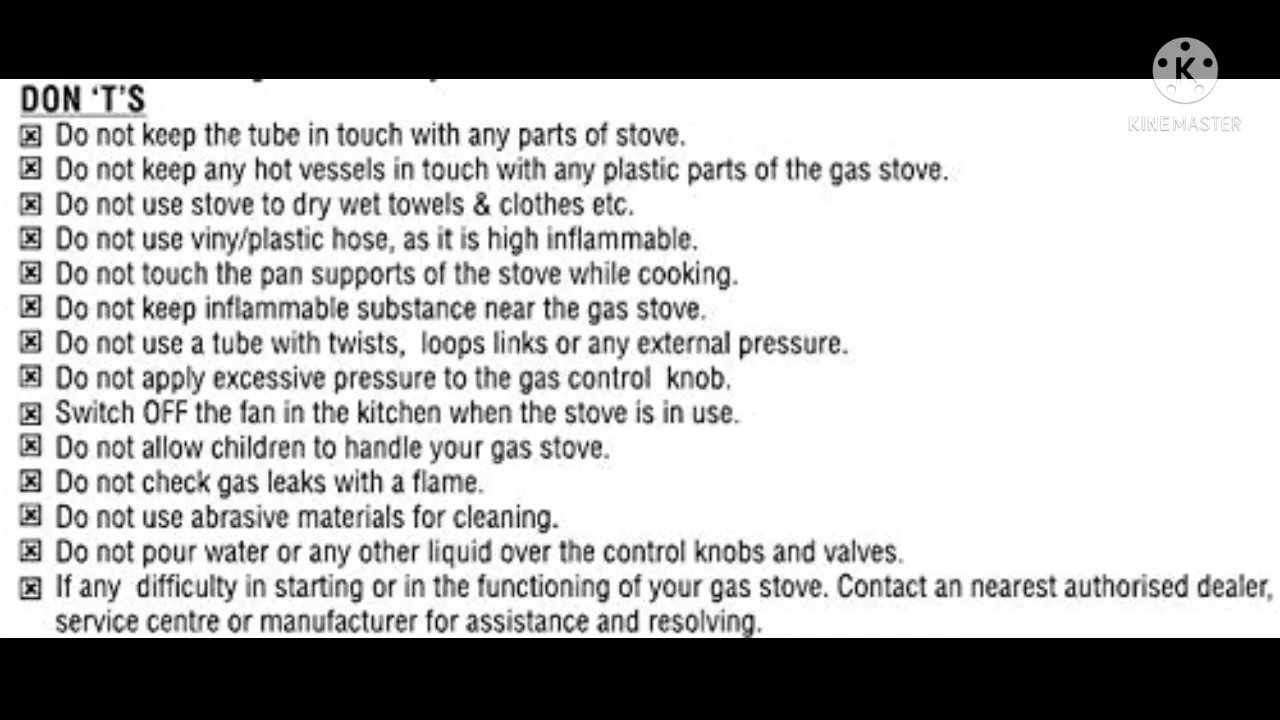 DON 'T'S
Do not keep the tube in touch with any parts of stove.
Do not keep any hot vessels in touch with any plastic parts of the gas stove.
Do not use stove to dry wet towels & clothes etc.
Do not use viny/plastic hose, as it is high inflammable.
Do not touch the pan supports of the stove while cooking.
Do not keep inflammable substance near the gas stove.
Do not use a tube with twists, loops links or any external pressure.
Do not apply excessive pressure to the gas control knob.
Switch OFF the fan in the kitchen when the stove is in use.
Do not allow children to handle your gas stove.
Do not check gas leaks with a flame.
Do not use abrasive materials for cleaning.
Do not pour water or any other liquid over the control knobs and valves.
If any difficulty in starting or in the functioning of your gas stove. Contact an nearest authorised dealer,
service centre or manufacturer for assistance and resolving.
K
KINEMASTER